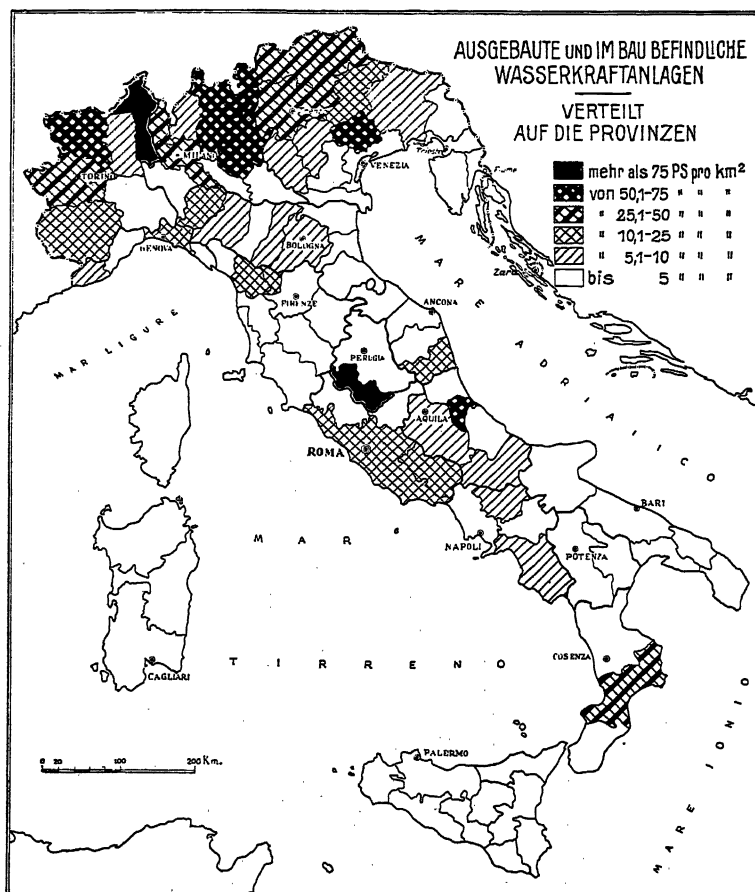 AUSGEBAUTE UND IM BAU BEFINDLICHE
WASSERKRAFTANLAGEN
VERTEILT
AUF DIE PROVINZEN
mehr als 75 PS pro km²
von 50,1-75 " " "
" 25,1-50 " " "
" 10,1-25 " " "
" 5,1-10 " " "
bis 5 " " "
MILANO
TORINO
VENEZIA
Trieste
Fiume
GENOVA
BOLOGNA
Zara
FIRENZE
ANCONA
MARE ADRIATICO
MAR LIGURE
PERUGIA
AQUILA
ROMA
BARI
MAR
NAPOLI
POTENZA
TIRRENO
COSENZA
CAGLIARI
PALERMO
MARE IONIO
0 20 100 200 Km.